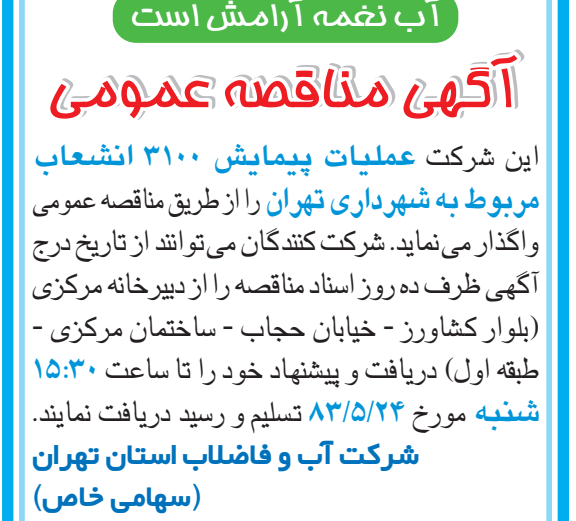 آب نغمه آرامش است
آگهی مناقصه عمومی
این شرکت عملیات پیمایش ۳۱۰۰ انشعاب
مربوط به شهرداری تهران را از طریق مناقصه عمومی
واگذار می‌نماید. شرکت کنندگان می‌توانند از تاریخ درج
آگهی ظرف ده روز اسناد مناقصه را از دبیرخانه مرکزی
(بلوار کشاورز - خیابان حجاب - ساختمان مرکزی -
طبقه اول) دریافت و پیشنهاد خود را تا ساعت ۱۵:۳۰
شنبه مورخ ۸۳/۵/۲۴ تسلیم و رسید دریافت نمایند.
شرکت آب و فاضلاب استان تهران
(سهامی خاص)